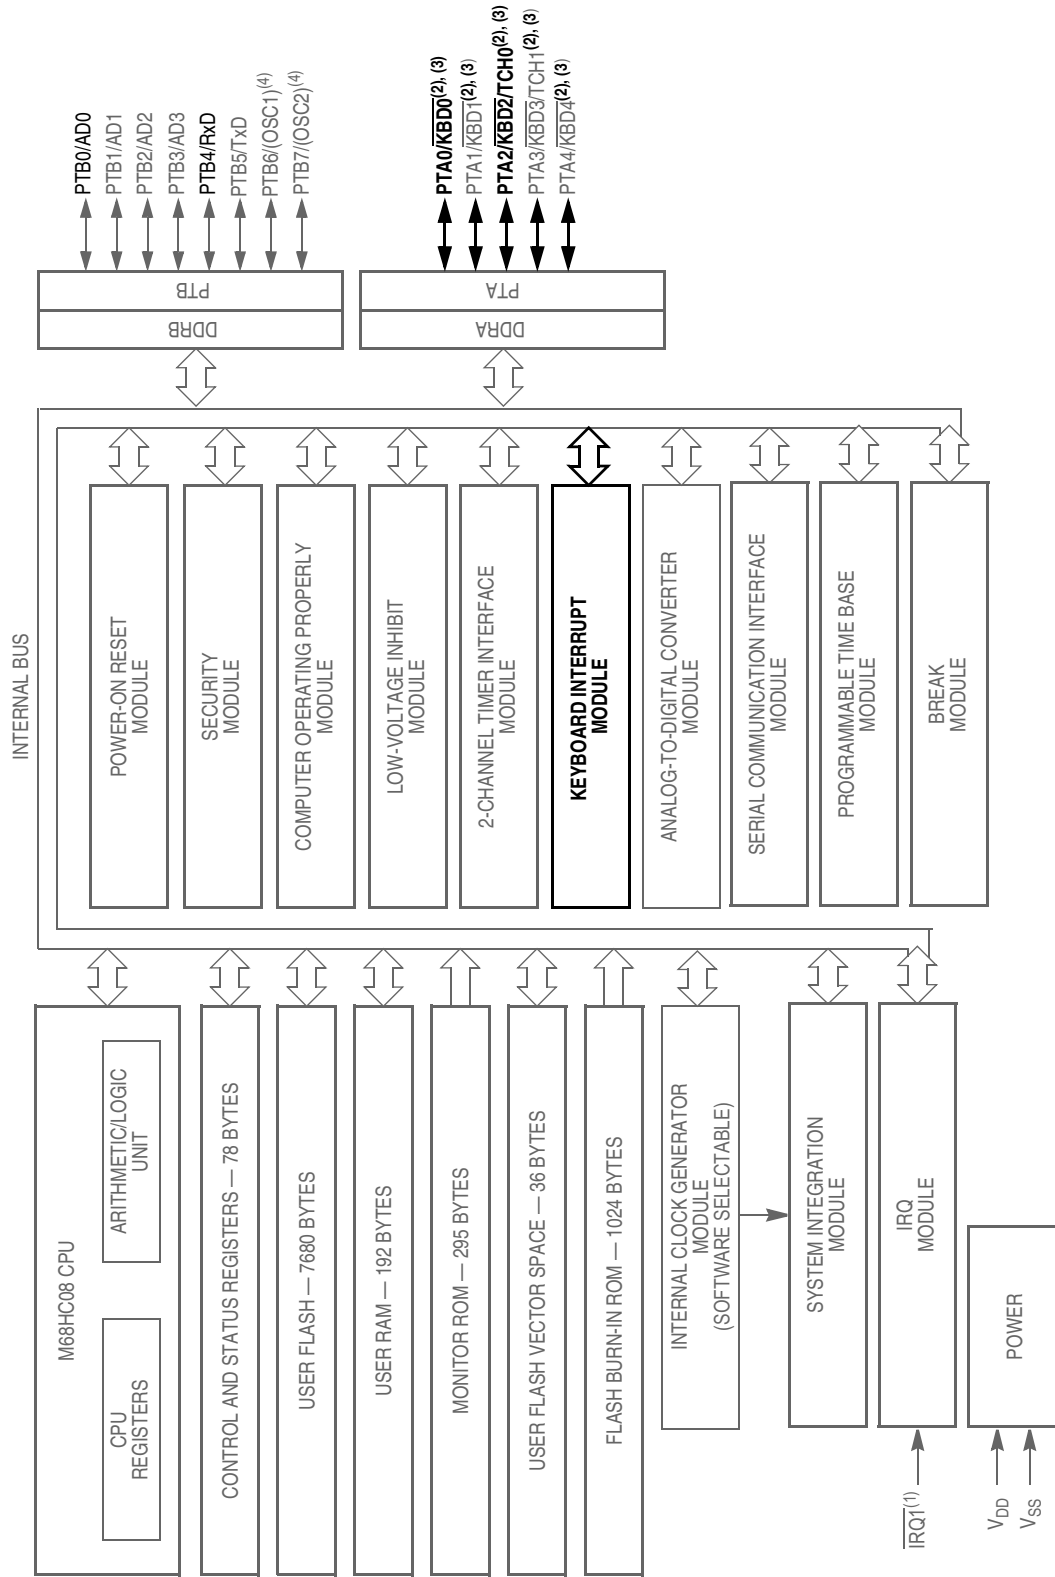 INTERNAL BUS
M68HC08 CPU
CPU
REGISTERS
ARITHMETIC/LOGIC
UNIT
CONTROL AND STATUS REGISTERS — 78 BYTES
USER FLASH — 7680 BYTES
USER RAM — 192 BYTES
MONITOR ROM — 295 BYTES
USER FLASH VECTOR SPACE — 36 BYTES
FLASH BURN-IN ROM — 1024 BYTES
INTERNAL CLOCK GENERATOR
MODULE
(SOFTWARE SELECTABLE)
SYSTEM INTEGRATION
MODULE
IRQ
MODULE
IRQ1(1)
POWER
VDD
VSS
POWER-ON RESET
MODULE
SECURITY
MODULE
COMPUTER OPERATING PROPERLY
MODULE
LOW-VOLTAGE INHIBIT
MODULE
2-CHANNEL TIMER INTERFACE
MODULE
KEYBOARD INTERRUPT
MODULE
ANALOG-TO-DIGITAL CONVERTER
MODULE
SERIAL COMMUNICATION INTERFACE
MODULE
PROGRAMMABLE TIME BASE
MODULE
BREAK
MODULE
DDRB
PTB
PTB0/AD0
PTB1/AD1
PTB2/AD2
PTB3/AD3
PTB4/RxD
PTB5/TxD
PTB6/(OSC1)(4)
PTB7/(OSC2)(4)
DDRA
PTA
PTA0/KBD0(2), (3)
PTA1/KBD1(2), (3)
PTA2/KBD2/TCH0(2), (3)
PTA3/KBD3/TCH1(2), (3)
PTA4/KBD4(2), (3)